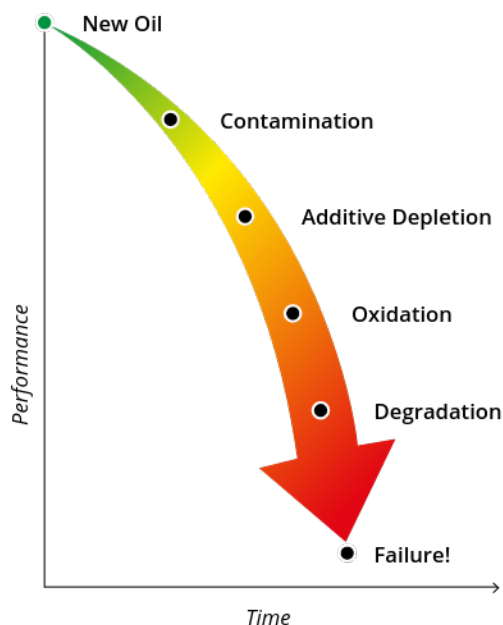 New Oil
Contamination
Additive Depletion
Oxidation
Degradation
Failure!
Performance
Time